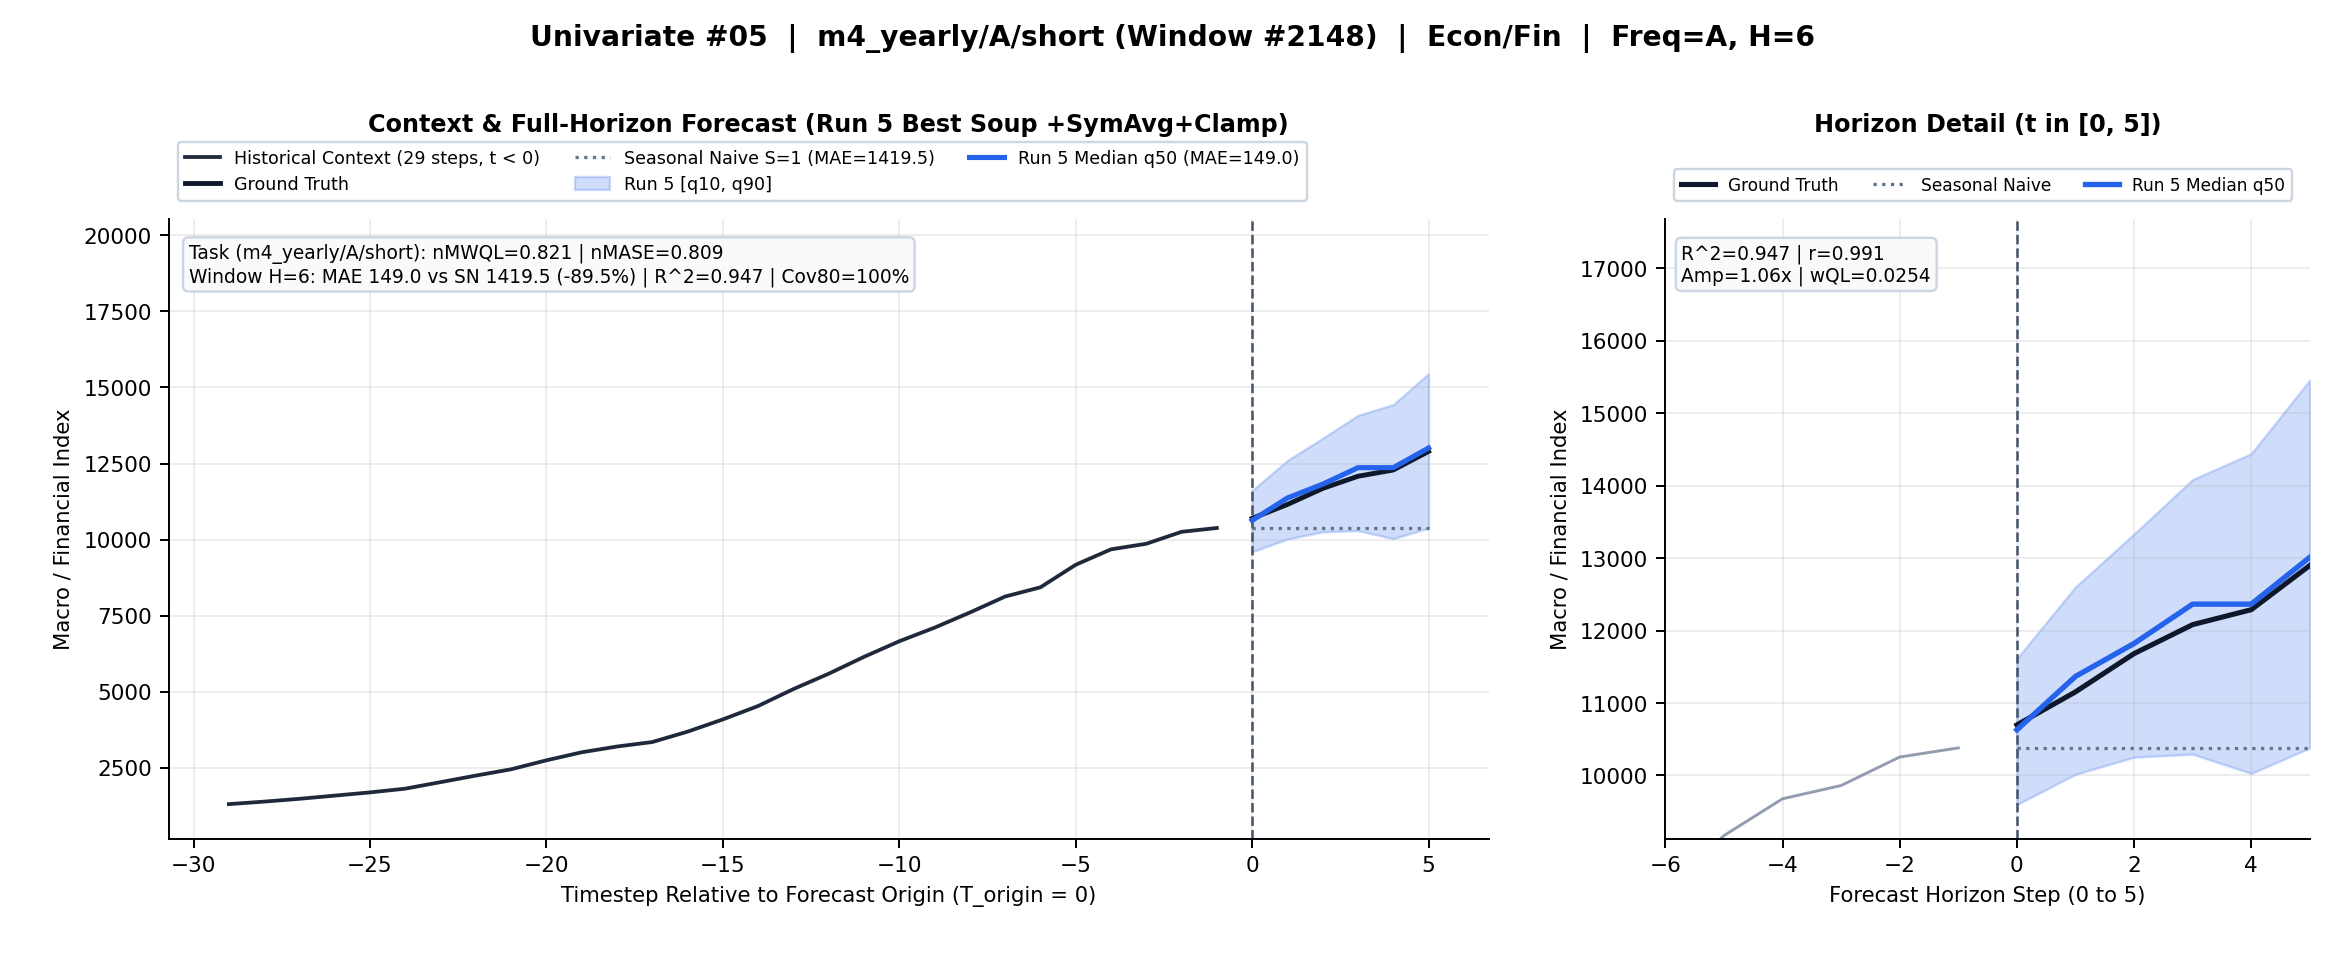 Univariate #05 | m4_yearly/A/short (Window #2148) | Econ/Fin | Freq=A, H=6
Context & Full-Horizon Forecast (Run 5 Best Soup +SymAvg+Clamp)
Historical Context (29 steps, t < 0)
Ground Truth
Seasonal Naive S=1 (MAE=1419.5)
Run 5 [q10, q90]
Run 5 Median q50 (MAE=149.0)
Task (m4_yearly/A/short): nMWQL=0.821 | nMASE=0.809
Window H=6: MAE 149.0 vs SN 1419.5 (-89.5%) | R^2=0.947 | Cov80=100%
Macro / Financial Index
20000
17500
15000
12500
10000
7500
5000
2500
−30 −25 −20 −15 −10 −5 0 5
Timestep Relative to Forecast Origin (T_origin = 0)
Horizon Detail (t in [0, 5])
Ground Truth Seasonal Naive Run 5 Median q50
R^2=0.947 | r=0.991
Amp=1.06x | wQL=0.0254
Macro / Financial Index
17000
16000
15000
14000
13000
12000
11000
10000
−6 −4 −2 0 2 4
Forecast Horizon Step (0 to 5)